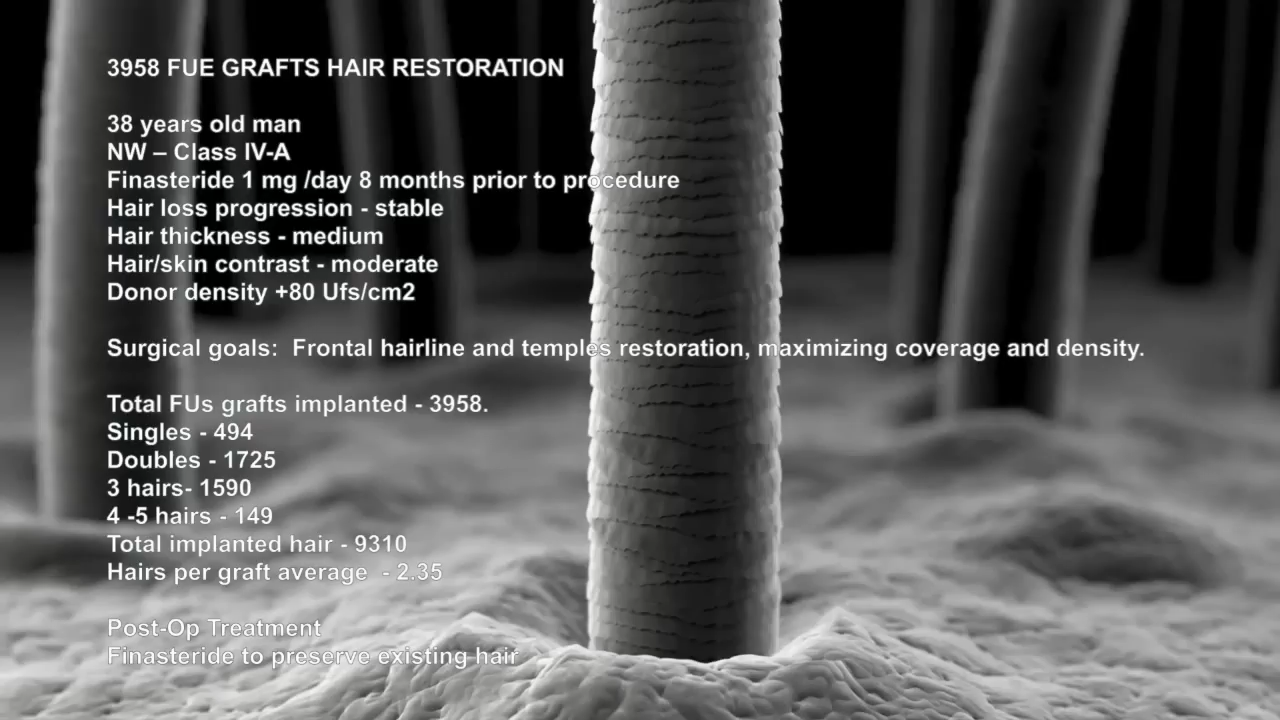 3958 FUE GRAFTS HAIR RESTORATION
38 years old man
NW – Class IV-A
Finasteride 1 mg /day 8 months prior to procedure
Hair loss progression - stable
Hair thickness - medium
Hair/skin contrast - moderate
Donor density +80 Ufs/cm2
Surgical goals:  Frontal hairline and temples restoration, maximizing coverage and density.
Total FUs grafts implanted - 3958.
Singles - 494
Doubles - 1725
3 hairs- 1590
4 -5 hairs - 149
Total implanted hair - 9310
Hairs per graft average  - 2.35
Post-Op Treatment
Finasteride to preserve existing hair